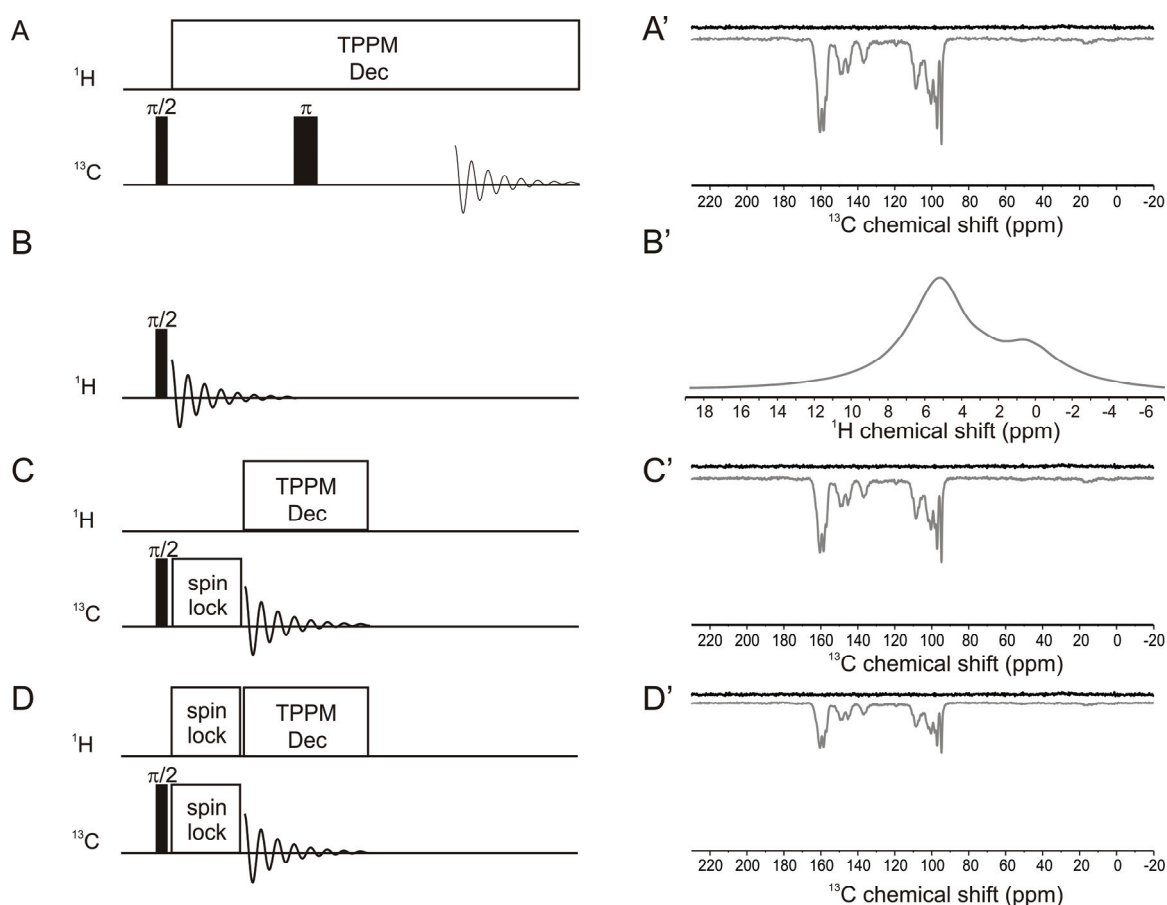 A
TPPM
Dec
¹H
π/2
π
¹³C
A’
220 200 180 160 140 120 100 80 60 40 20 0 -20
¹³C chemical shift (ppm)
B
π/2
¹H
B’
18 16 14 12 10 8 6 5 4 2 0 -2 -4 -6
¹H chemical shift (ppm)
C
TPPM
Dec
¹H
π/2
spin
lock
¹³C
C’
220 200 180 160 140 120 100 80 60 40 20 0 -20
¹³C chemical shift (ppm)
D
spin
lock
TPPM
Dec
¹H
π/2
spin
lock
¹³C
D’
220 200 180 160 140 120 100 80 60 40 20 0 -20
¹³C chemical shift (ppm)